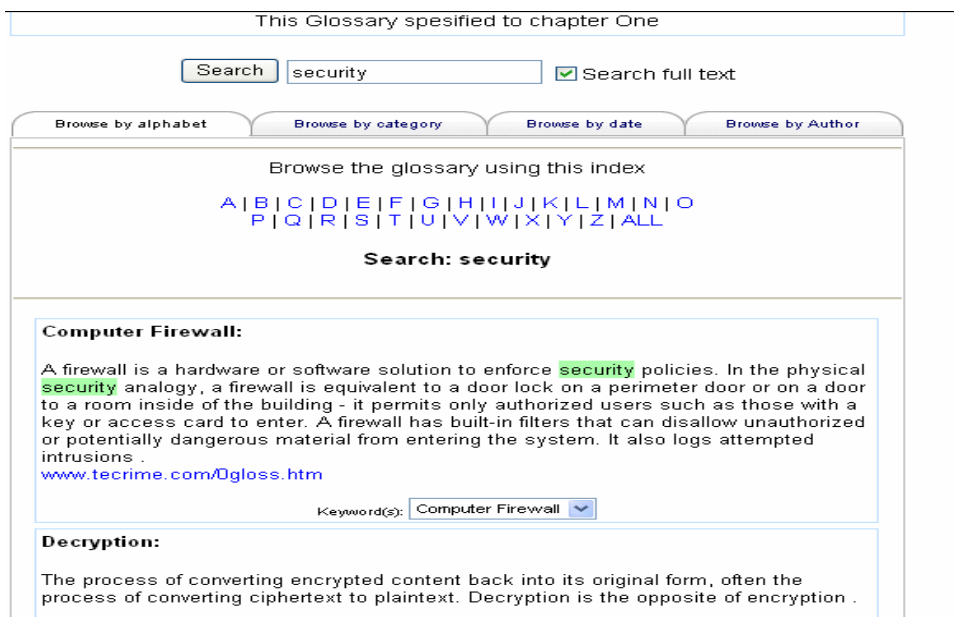 This Glossary spesified to chapter One
Search security Search full text
Browse by alphabet Browse by category Browse by date Browse by Author
Browse the glossary using this index
A | B | C | D | E | F | G | H | I | J | K | L | M | N | O
P | Q | R | S | T | U | V | W | X | Y | Z | ALL
Search: security
Computer Firewall:
A firewall is a hardware or software solution to enforce security policies. In the physical
security analogy, a firewall is equivalent to a door lock on a perimeter door or on a door
to a room inside of the building - it permits only authorized users such as those with a
key or access card to enter. A firewall has built-in filters that can disallow unauthorized
or potentially dangerous material from entering the system. It also logs attempted
intrusions .
www.tecrime.com/0gloss.htm
Keyword(s): Computer Firewall
Decryption:
The process of converting encrypted content back into its original form, often the
process of converting ciphertext to plaintext. Decryption is the opposite of encryption .